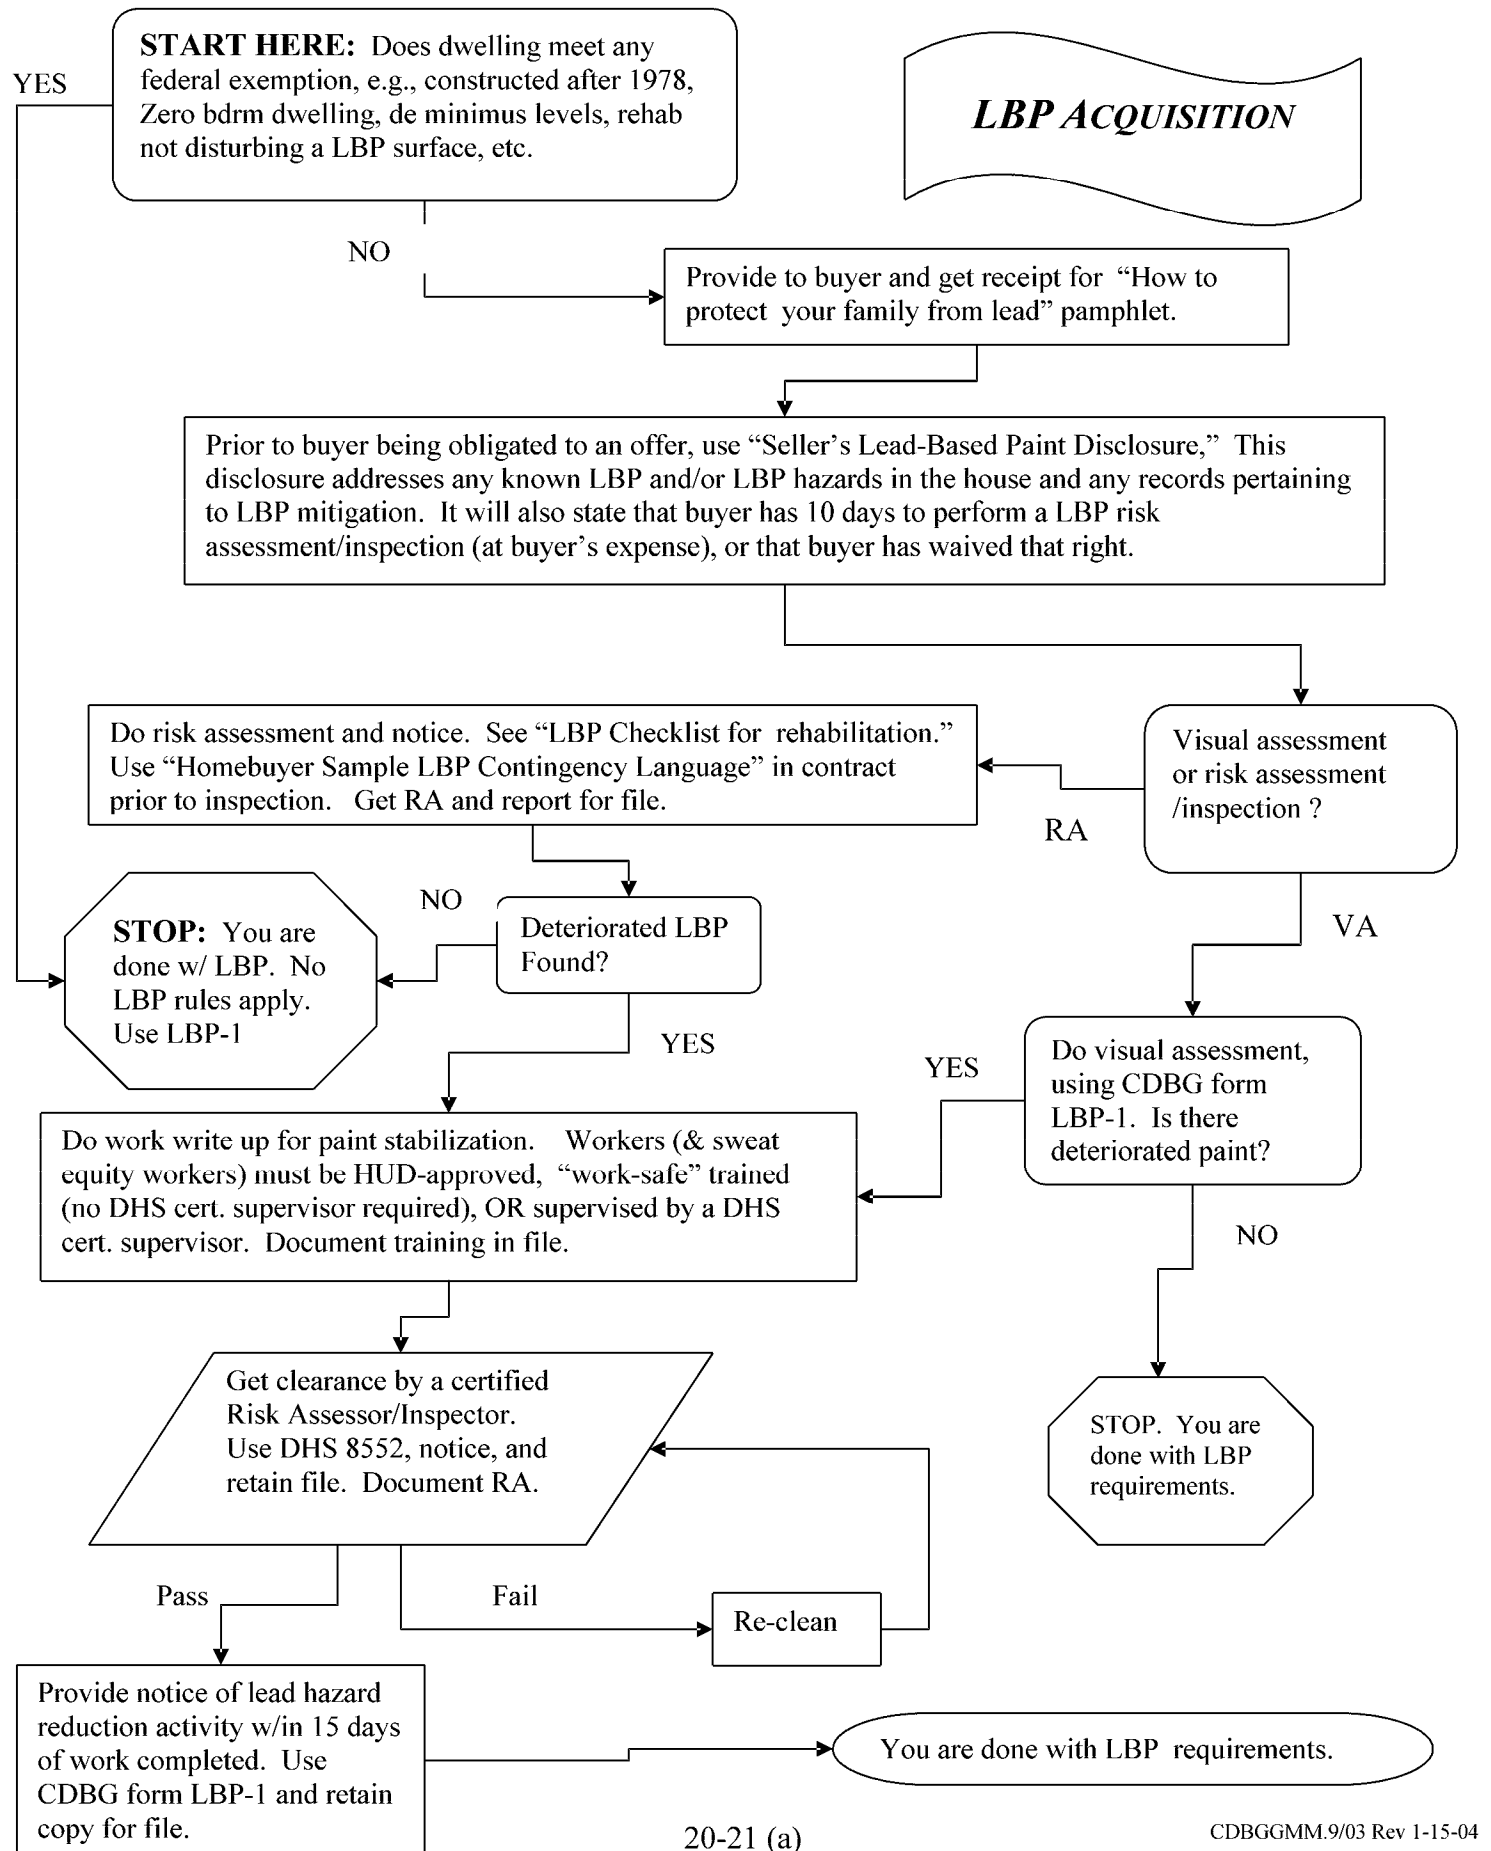 START HERE: Does dwelling meet any
federal exemption, e.g., constructed after 1978,
Zero bdrm dwelling, de minimus levels, rehab
not disturbing a LBP surface, etc.
YES
LBP ACQUISITION
NO
Provide to buyer and get receipt for “How to
protect your family from lead” pamphlet.
Prior to buyer being obligated to an offer, use “Seller’s Lead-Based Paint Disclosure,” This
disclosure addresses any known LBP and/or LBP hazards in the house and any records pertaining
to LBP mitigation. It will also state that buyer has 10 days to perform a LBP risk
assessment/inspection (at buyer’s expense), or that buyer has waived that right.
Do risk assessment and notice. See “LBP Checklist for rehabilitation.”
Use “Homebuyer Sample LBP Contingency Language” in contract
prior to inspection. Get RA and report for file.
Visual assessment
or risk assessment
/inspection ?
RA
NO
VA
STOP: You are
done w/ LBP. No
LBP rules apply.
Use LBP-1
Deteriorated LBP
Found?
YES
YES
Do visual assessment,
using CDBG form
LBP-1. Is there
deteriorated paint?
Do work write up for paint stabilization. Workers (& sweat
equity workers) must be HUD-approved, “work-safe” trained
(no DHS cert. supervisor required), OR supervised by a DHS
cert. supervisor. Document training in file.
NO
Get clearance by a certified
Risk Assessor/Inspector.
Use DHS 8552, notice, and
retain file. Document RA.
STOP. You are
done with LBP
requirements.
Pass
Fail
Re-clean
Provide notice of lead hazard
reduction activity w/in 15 days
of work completed. Use
CDBG form LBP-1 and retain
copy for file.
You are done with LBP requirements.
20-21 (a)
CDBGGMM.9/03 Rev 1-15-04